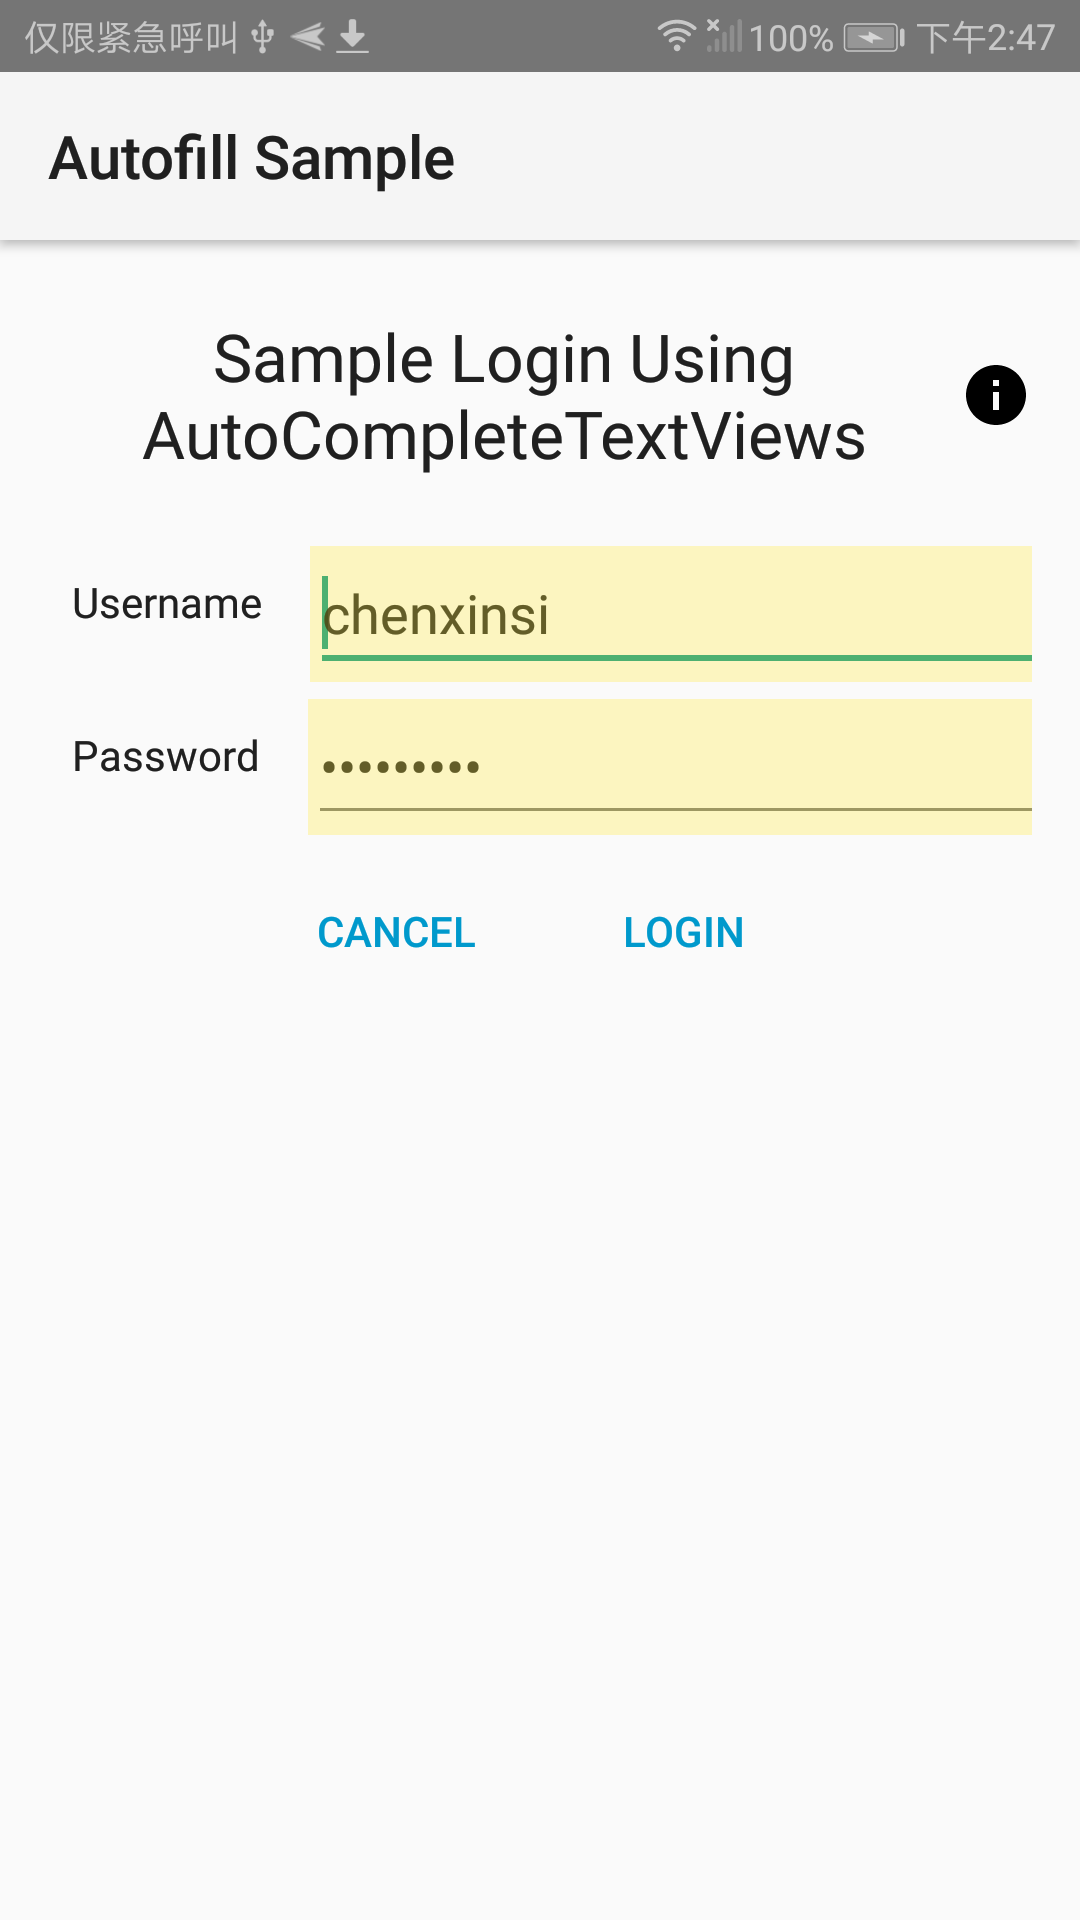 仅限紧急呼叫 100% 下午2:47
Autofill Sample
Sample Login Using
AutoCompleteTextViews
Username chenxinsi
Password •••••••••
CANCEL LOGIN